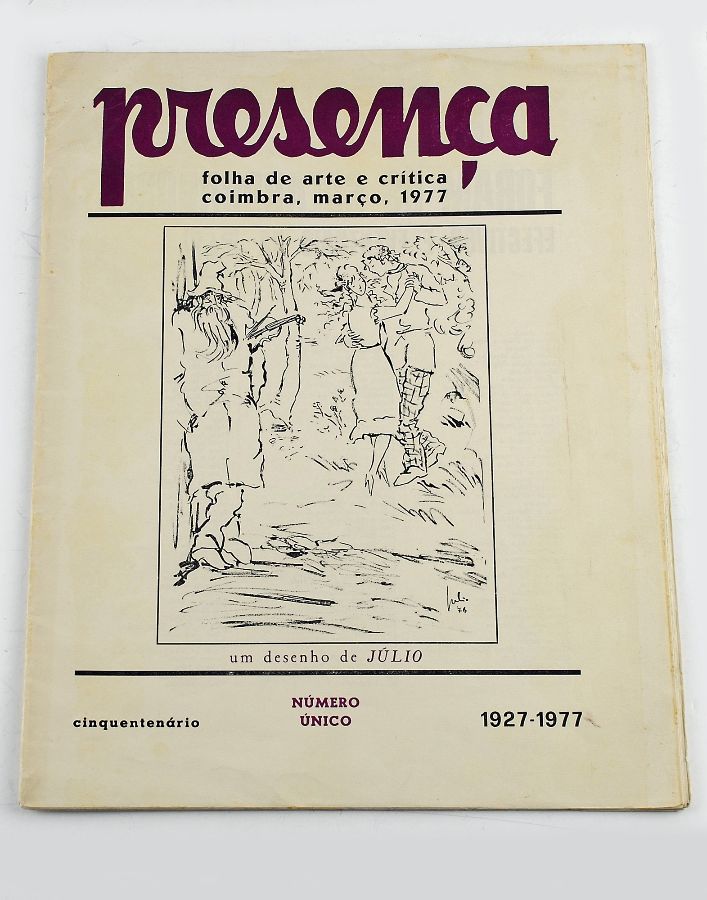 presença
folha de arte e crítica
coimbra, março, 1977
um desenho de JÚLIO
cinquentenário
NÚMERO
ÚNICO
1927-1977